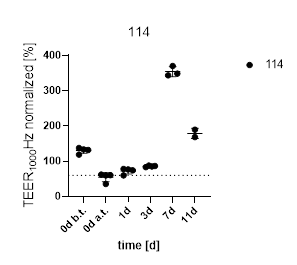 114
TEER1000Hz normalized [%]
400
300
200
100
0
0d b.t.
0d a.t.
1d
3d
7d
11d
time [d]
114